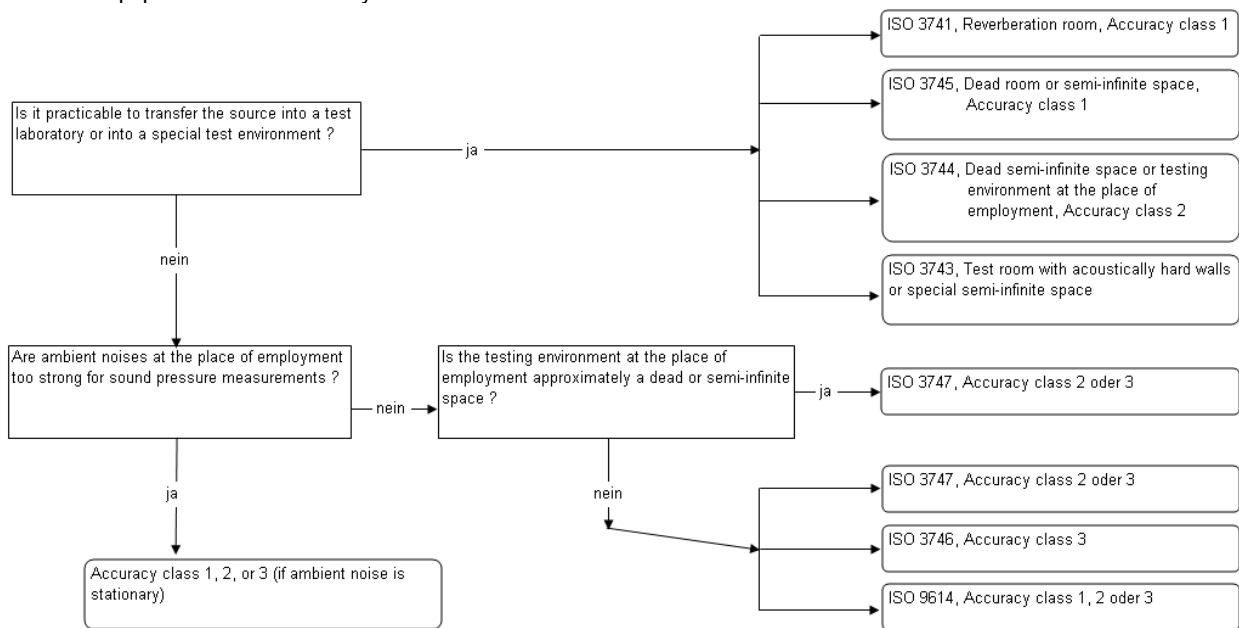 ISO 3741, Reverberation room, Accuracy class 1
Is it practicable to transfer the source into a test
laboratory or into a special test environment ?
ja
ISO 3745, Dead room or semi-infinite space,
Accuracy class 1
ISO 3744, Dead semi-infinite space or testing
environment at the place of
employment, Accuracy class 2
nein
ISO 3743, Test room with acoustically hard walls
or special semi-infinite space
Are ambient noises at the place of employment
too strong for sound pressure measurements ?
nein
Is the testing environment at the place of
employment approximately a dead or semi-infinite
space ?
ja
ISO 3747, Accuracy class 2 oder 3
ja
nein
ISO 3747, Accuracy class 2 oder 3
ISO 3746, Accuracy class 3
ISO 9614, Accuracy class 1, 2 oder 3
Accuracy class 1, 2, or 3 (if ambient noise is
stationary)